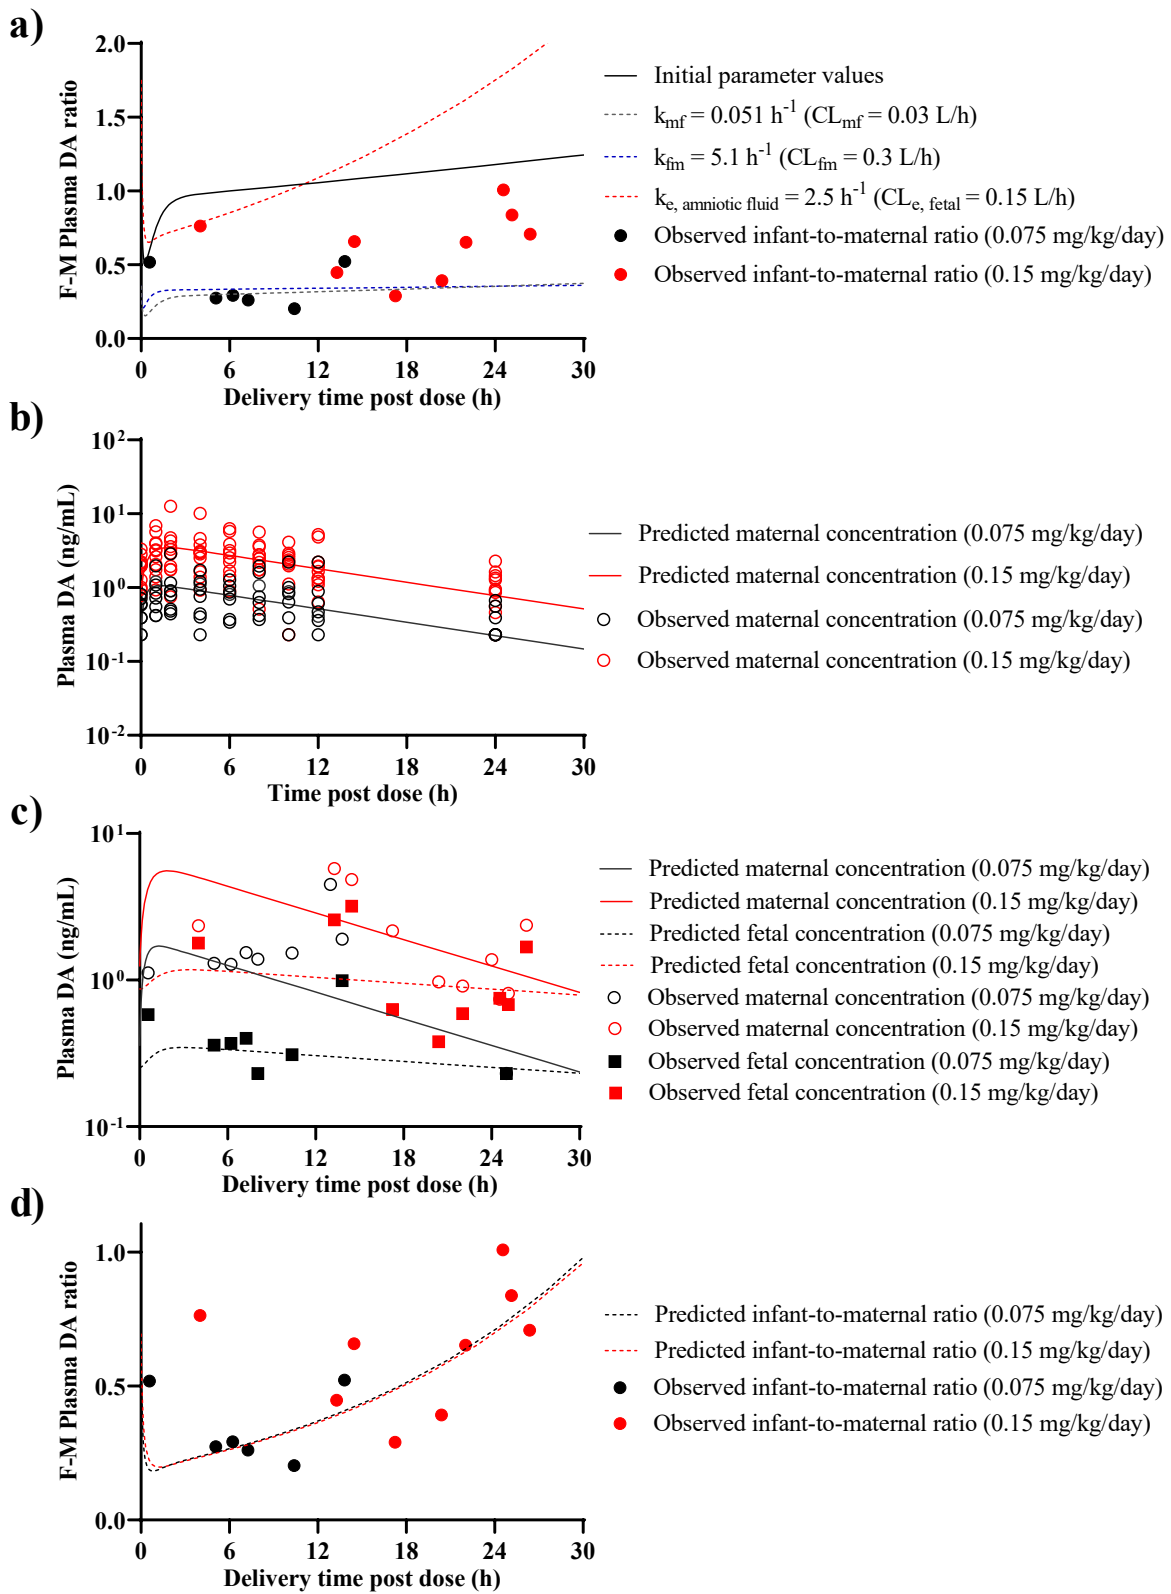 a)
2.0
1.5
1.0
0.5
0.0
F-M Plasma DA ratio
0 6 12 18 24 30
Delivery time post dose (h)
Initial parameter values
k_mf = 0.051 h⁻¹ (CL_mf = 0.03 L/h)
k_fm = 5.1 h⁻¹ (CL_fm = 0.3 L/h)
k_e, amniotic fluid = 2.5 h⁻¹ (CL_e, fetal = 0.15 L/h)
Observed infant-to-maternal ratio (0.075 mg/kg/day)
Observed infant-to-maternal ratio (0.15 mg/kg/day)
b)
10²
10¹
10⁰
10⁻¹
10⁻²
Plasma DA (ng/mL)
0 6 12 18 24 30
Time post dose (h)
Predicted maternal concentration (0.075 mg/kg/day)
Predicted maternal concentration (0.15 mg/kg/day)
Observed maternal concentration (0.075 mg/kg/day)
Observed maternal concentration (0.15 mg/kg/day)
c)
10¹
10⁰
10⁻¹
Plasma DA (ng/mL)
0 6 12 18 24 30
Delivery time post dose (h)
Predicted maternal concentration (0.075 mg/kg/day)
Predicted maternal concentration (0.15 mg/kg/day)
Predicted fetal concentration (0.075 mg/kg/day)
Predicted fetal concentration (0.15 mg/kg/day)
Observed maternal concentration (0.075 mg/kg/day)
Observed maternal concentration (0.15 mg/kg/day)
Observed fetal concentration (0.075 mg/kg/day)
Observed fetal concentration (0.15 mg/kg/day)
d)
1.0
0.5
0.0
F-M Plasma DA ratio
0 6 12 18 24 30
Delivery time post dose (h)
Predicted infant-to-maternal ratio (0.075 mg/kg/day)
Predicted infant-to-maternal ratio (0.15 mg/kg/day)
Observed infant-to-maternal ratio (0.075 mg/kg/day)
Observed infant-to-maternal ratio (0.15 mg/kg/day)